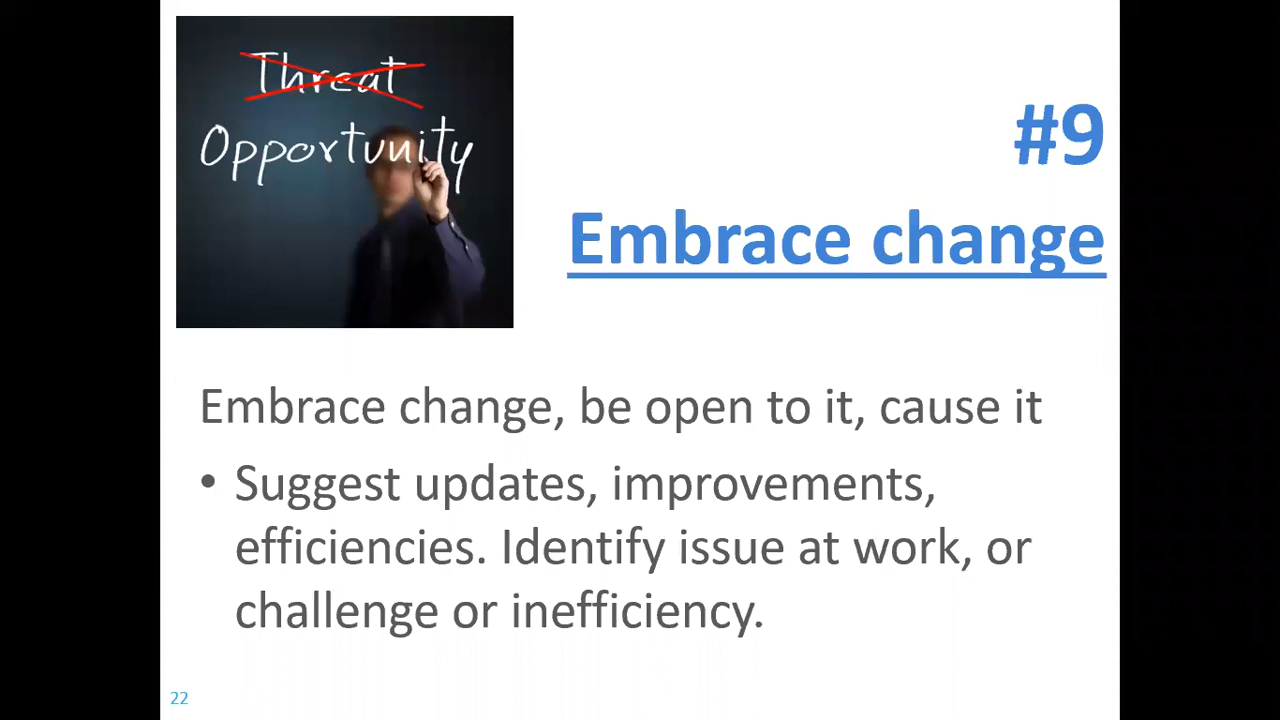 Threat
Opportunity
#9
Embrace change
Embrace change, be open to it, cause it
• Suggest updates, improvements,
efficiencies. Identify issue at work, or
challenge or inefficiency.
22